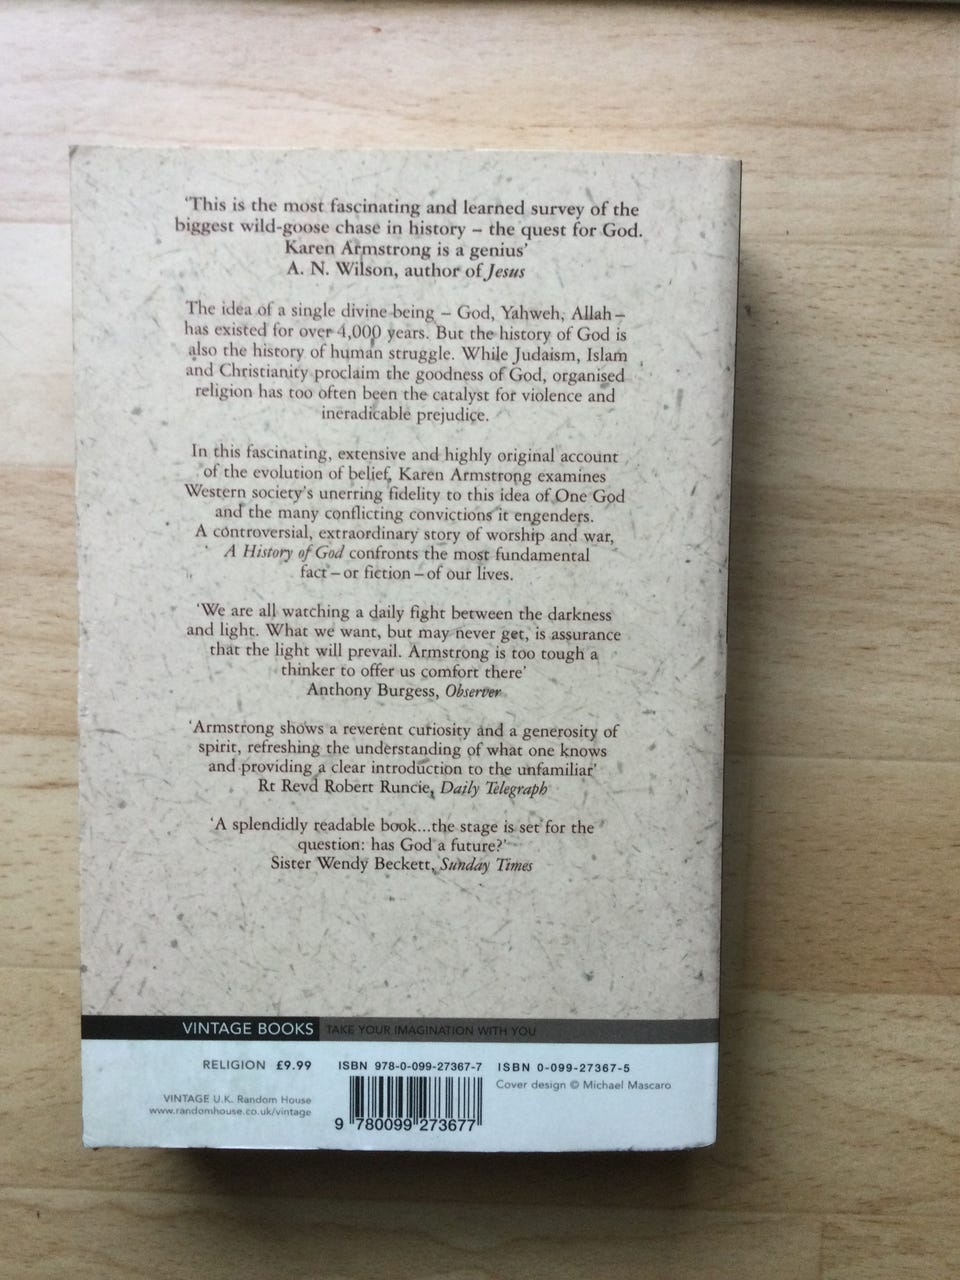 ‘This is the most fascinating and learned survey of the
biggest wild-goose chase in history – the quest for God.
Karen Armstrong is a genius’
A. N. Wilson, author of Jesus
The idea of a single divine being – God, Yahweh, Allah –
has existed for over 4,000 years. But the history of God is
also the history of human struggle. While Judaism, Islam
and Christianity proclaim the goodness of God, organised
religion has too often been the catalyst for violence and
ineradicable prejudice.
In this fascinating, extensive and highly original account
of the evolution of belief, Karen Armstrong examines
Western society’s unerring fidelity to this idea of One God
and the many conflicting convictions it engenders.
A controversial, extraordinary story of worship and war,
A History of God confronts the most fundamental
fact – or fiction – of our lives.
‘We are all watching a daily fight between the darkness
and light. What we want, but may never get, is assurance
that the light will prevail. Armstrong is too tough a
thinker to offer us comfort there’
Anthony Burgess, Observer
‘Armstrong shows a reverent curiosity and a generosity of
spirit, refreshing the understanding of what one knows
and providing a clear introduction to the unfamiliar’
Rt Revd Robert Runcie, Daily Telegraph
‘A splendidly readable book...the stage is set for the
question: has God a future?’
Sister Wendy Beckett, Sunday Times
VINTAGE BOOKS TAKE YOUR IMAGINATION WITH YOU
RELIGION £9.99 ISBN 978-0-099-27367-7 ISBN 0-099-27367-5
Cover design © Michael Mascaro
VINTAGE U.K. Random House
www.randomhouse.co.uk/vintage
9 780099 273677